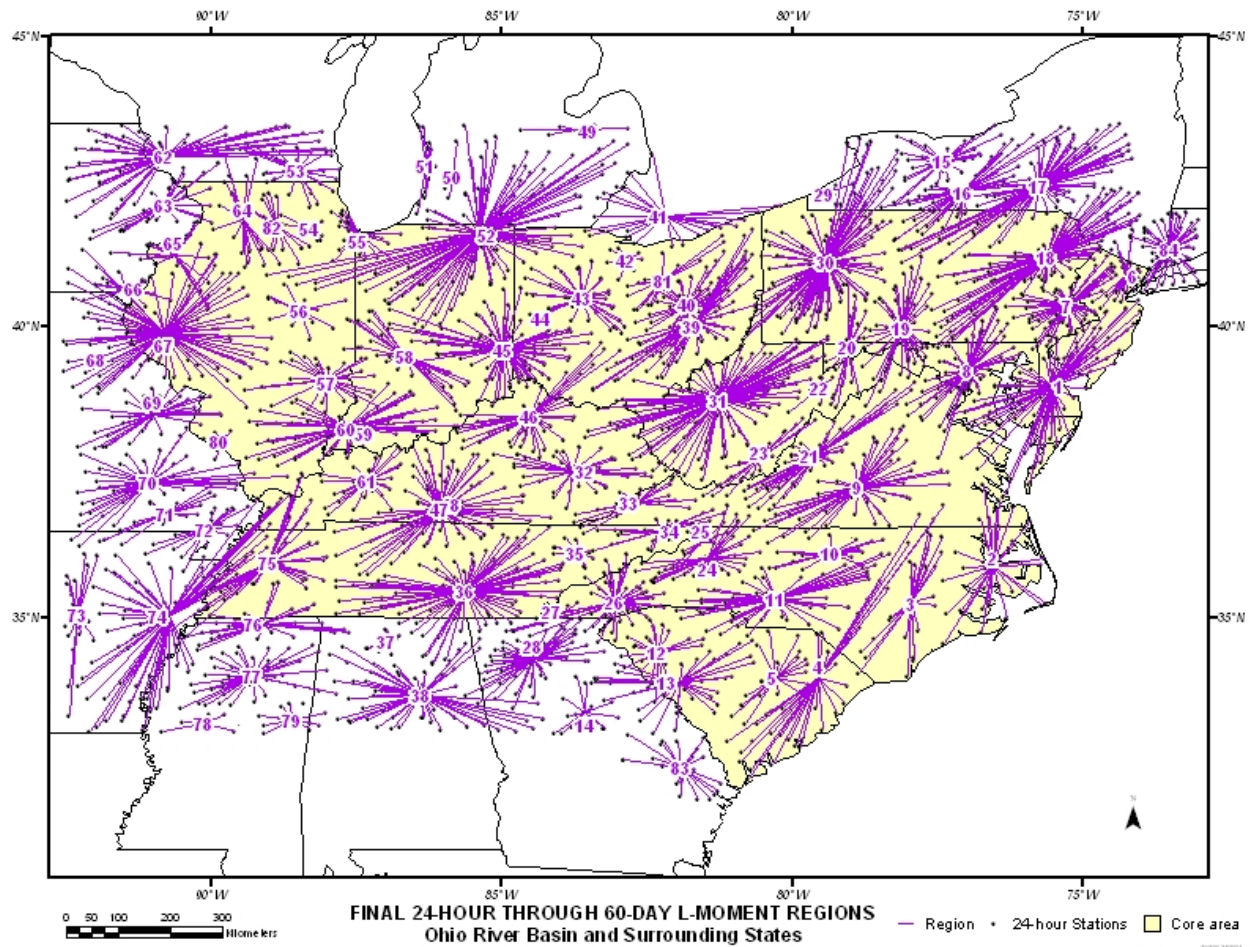 90°W 85°W 80°W 75°W
45°N 45°N
49
62 53 51 50 15
63 64 82 54 16 17
29
41
65 55 52
42 30 18
66 56 43 81 40 7 6
40°N 40°N
44 39 19
67 68 58 45 20
57 22 8 1
69 46 31
80 60 59
70 61 32 23 21
71 72 47 33 9
34 25
75 35 24 10 2
36 26 11 3
35°N 35°N
73 74 76 27
37 28 12 4
77 38 13 5
78 79 14
83
N
90°W 85°W 80°W 75°W
FINAL 24-HOUR THROUGH 60-DAY L-MOMENT REGIONS
Ohio River Basin and Surrounding States
0 50 100 200 300
Kilometers
Region 24-hour Stations Core area